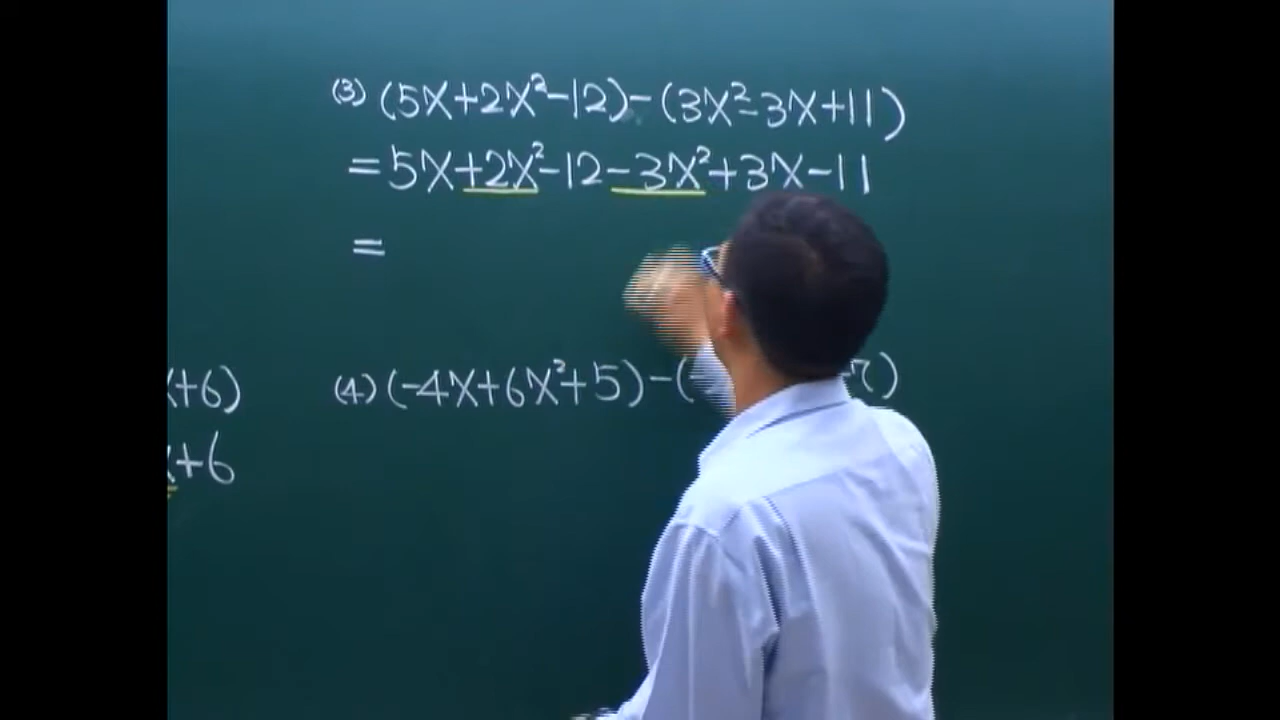 (3) (5x+2x²-12)-(3x²-3x+11)
=5x+2x²-12-3x²+3x-11
=
x+6)
(4) (-4x+6x²+5)-( -7)
x+6